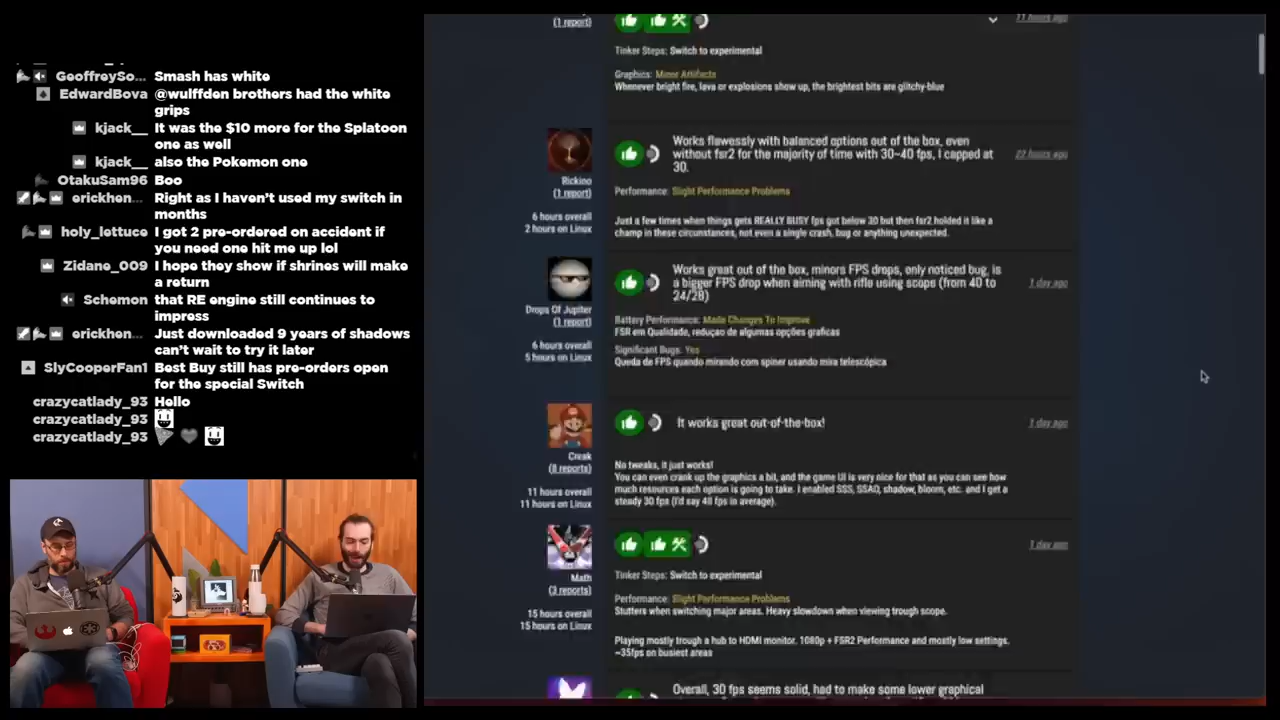 GeoffreySo... Smash has white
EdwardBova @wulffden brothers had the white
grips
kjack__ It was the $10 more for the Splatoon
one as well
kjack__ also the Pokemon one
OtakuSam96 Boo
erickhen... Right as I haven't used my switch in
months
holy_lettuce I got 2 pre-ordered on accident if
you need one hit me up lol
Zidane_009 I hope they show if shrines will make
a return
Schemon that RE engine still continues to
impress
erickhen... Just downloaded 9 years of shadows
can't wait to try it later
SlyCooperFan1 Best Buy still has pre-orders open
for the special Switch
crazycatlady_93 Hello
crazycatlady_93
crazycatlady_93
(1 report)
11 hours ago
Tinker Steps: Switch to experimental
Graphics: Minor Artifacts
Whenever bright fire, lava or explosions show up, the brightest bits are glitchy-blue
Rickino
(1 report)
6 hours overall
2 hours on Linux
Works flawlessly with balanced options out of the box, even
without fsr2 for the majority of time with 30~40 fps, i capped at
30.
22 hours ago
Performance: Slight Performance Problems
Just a few times when things gets REALLY BUSY fps got below 30 but then fsr2 holded it like a
champ in these circumstances, not even a single crash, bug or anything unexpected.
Drops Of Jupiter
(1 report)
6 hours overall
5 hours on Linux
Works great out of the box, minors FPS drops, only noticed bug, is
a bigger FPS drop when aiming with rifle using scope (from 40 to
24/28)
1 day ago
Battery Performance: Made Changes To Improve
FSR em Qualidade, reduçao de algumas opções graficas
Significant Bugs: Yes
Queda de FPS quando mirando com spiner usando mira telescópica
Creak
(8 reports)
11 hours overall
11 hours on Linux
It works great out-of-the-box!
1 day ago
No tweaks, it just works!
You can even crank up the graphics a bit, and the game UI is very nice for that as you can see how
much resources each option is going to take. I enabled SSS, SSAO, shadow, bloom, etc. and I get a
steady 30 fps (I'd say 40 fps in average).
Math
(3 reports)
15 hours overall
15 hours on Linux
1 day ago
Tinker Steps: Switch to experimental
Performance: Slight Performance Problems
Stutters when switching major areas. Heavy slowdown when viewing trough scope.
Playing mostly trough a hub to HDMI monitor. 1080p + FSR2 Performance and mostly low settings.
~35fps on busiest areas
Overall, 30 fps seems solid, had to make some lower graphical